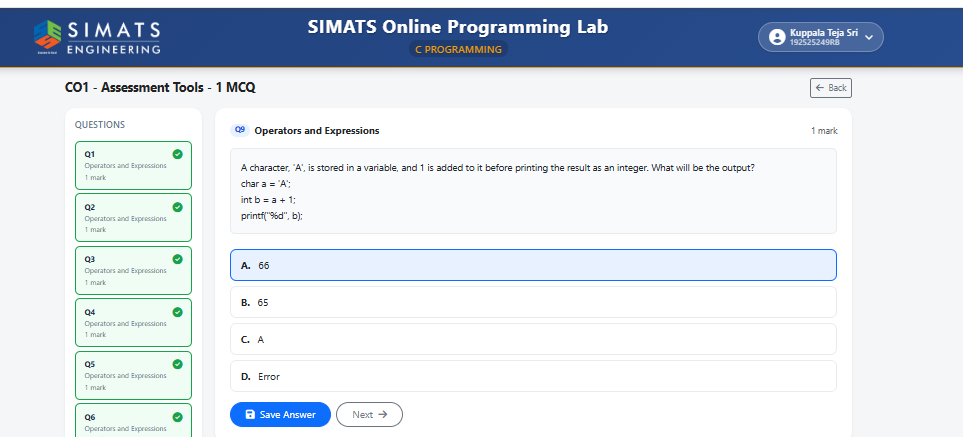 SIMATS
ENGINEERING
SIMATS Online Programming Lab
C PROGRAMMING
Kuppala Teja Sri
192525249RB
CO1 - Assessment Tools - 1 MCQ
← Back
QUESTIONS
Q1
Operators and Expressions
1 mark
Q2
Operators and Expressions
1 mark
Q3
Operators and Expressions
1 mark
Q4
Operators and Expressions
1 mark
Q5
Operators and Expressions
1 mark
Q6
Operators and Expressions
Q9 Operators and Expressions
1 mark
A character, 'A', is stored in a variable, and 1 is added to it before printing the result as an integer. What will be the output?
char a = 'A';
int b = a + 1;
printf("%d", b);
A. 66
B. 65
C. A
D. Error
Save Answer
Next →